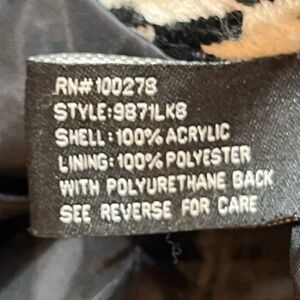 RN#100278
STYLE:9871LK8
SHELL:100%ACRYLIC
LINING:100%POLYESTER
WITH POLYURETHANE BACK
SEE REVERSE FOR CARE